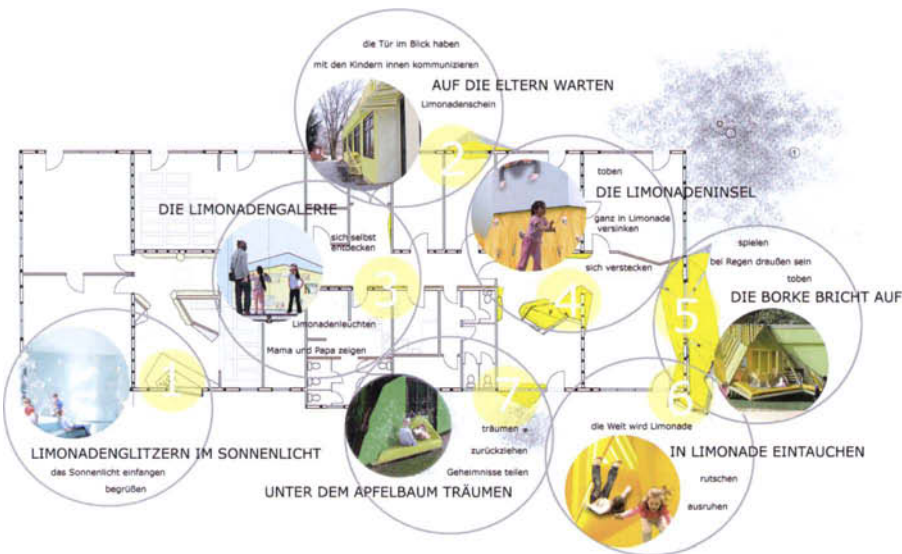 die Tür im Blick haben
mit den Kindern innen kommunizieren
AUF DIE ELTERN WARTEN
Limonadenschein
2
toben
DIE LIMONADENINSEL
ganz in Limonade
versinken
sich verstecken
4
DIE LIMONADENGALERIE
sich selbst
entdecken
3
Limonadenleuchten
Mama und Papa zeigen
spielen
bei Regen draußen sein
toben
DIE BORKE BRICHT AUF
5
1
LIMONADENGLITZERN IM SONNENLICHT
das Sonnenlicht einfangen
begrüßen
7
träumen
zurückziehen
Geheimnisse teilen
UNTER DEM APFELBAUM TRÄUMEN
6
die Welt wird Limonade
IN LIMONADE EINTAUCHEN
rutschen
ausruhen